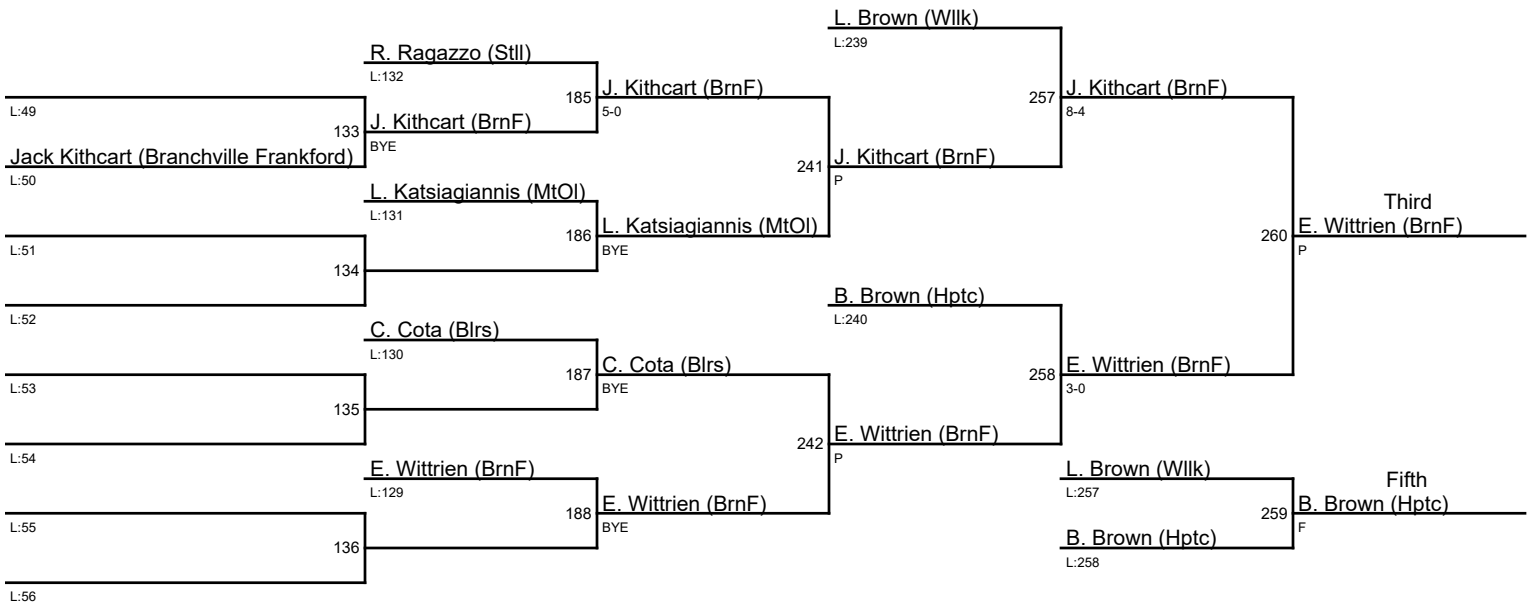 L. Brown (Wllk)
L:239
R. Ragazzo (Stll)
L:132
185
J. Kithcart (BrnF)
5-0
257
J. Kithcart (BrnF)
8-4
L:49
133
J. Kithcart (BrnF)
BYE
Jack Kithcart (Branchville Frankford)
L:50
241
J. Kithcart (BrnF)
P
L. Katsiagiannis (MtOl)
L:131
186
L. Katsiagiannis (MtOl)
BYE
Third
260
E. Wittrien (BrnF)
P
L:51
134
L:52
B. Brown (Hptc)
L:240
C. Cota (Blrs)
L:130
187
C. Cota (Blrs)
BYE
258
E. Wittrien (BrnF)
3-0
L:53
135
L:54
242
E. Wittrien (BrnF)
P
E. Wittrien (BrnF)
L:129
L. Brown (Wllk)
L:257
Fifth
188
E. Wittrien (BrnF)
BYE
259
B. Brown (Hptc)
F
L:55
136
B. Brown (Hptc)
L:258
L:56